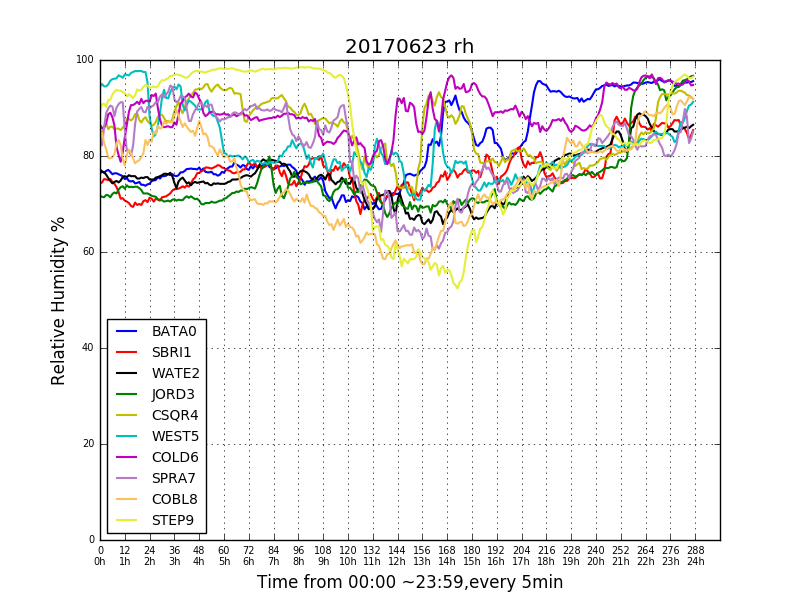 20170623 rh
100
80
60
40
20
0
Relative Humidity %
BATA0
SBRI1
WATE2
JORD3
CSQR4
WEST5
COLD6
SPRA7
COBL8
STEP9
0 12 24 36 48 60 72 84 96 108 120 132 144 156 168 180 192 204 216 228 240 252 264 276 288
0h 1h 2h 3h 4h 5h 6h 7h 8h 9h 10h 11h 12h 13h 14h 15h 16h 17h 18h 19h 20h 21h 22h 23h 24h
Time from 00:00 ~23:59,every 5min